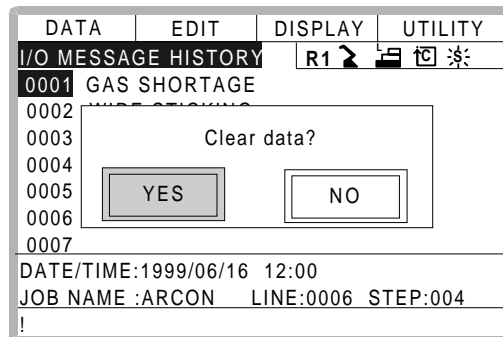 DATA EDIT DISPLAY UTILITY
I/O MESSAGE HISTORY R1 L C S
0001 GAS SHORTAGE
0002
0003
0004
0005
0006
0007
Clear data?
YES NO
DATE/TIME:1999/06/16 12:00
JOB NAME :ARCON LINE:0006 STEP:004
!